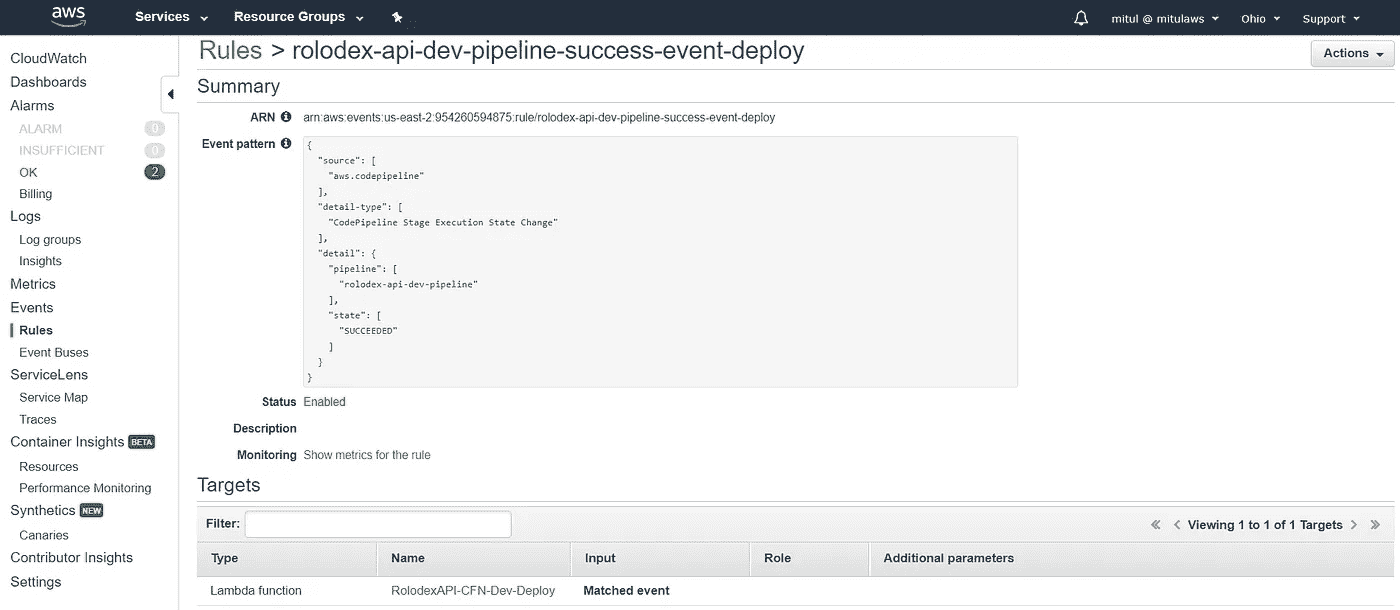 aws Services Resource Groups mitul @ mitulaws Ohio Support
CloudWatch
Dashboards
Alarms
ALARM 0
INSUFFICIENT 0
OK 2
Billing
Logs
Log groups
Insights
Metrics
Events
Rules
Event Buses
ServiceLens
Service Map
Traces
Container Insights BETA
Resources
Performance Monitoring
Synthetics NEW
Canaries
Contributor Insights
Settings
Rules > rolodex-api-dev-pipeline-success-event-deploy Actions
Summary
ARN arn:aws:events:us-east-2:954260594875:rule/rolodex-api-dev-pipeline-success-event-deploy
Event pattern {
"source": [
"aws.codepipeline"
],
"detail-type": [
"CodePipeline Stage Execution State Change"
],
"detail": {
"pipeline": [
"rolodex-api-dev-pipeline"
],
"state": [
"SUCCEEDED"
]
}
}
Status Enabled
Description
Monitoring Show metrics for the rule
Targets
Filter: « < Viewing 1 to 1 of 1 Targets > »
Type Name Input Role Additional parameters
Lambda function RolodexAPI-CFN-Dev-Deploy Matched event